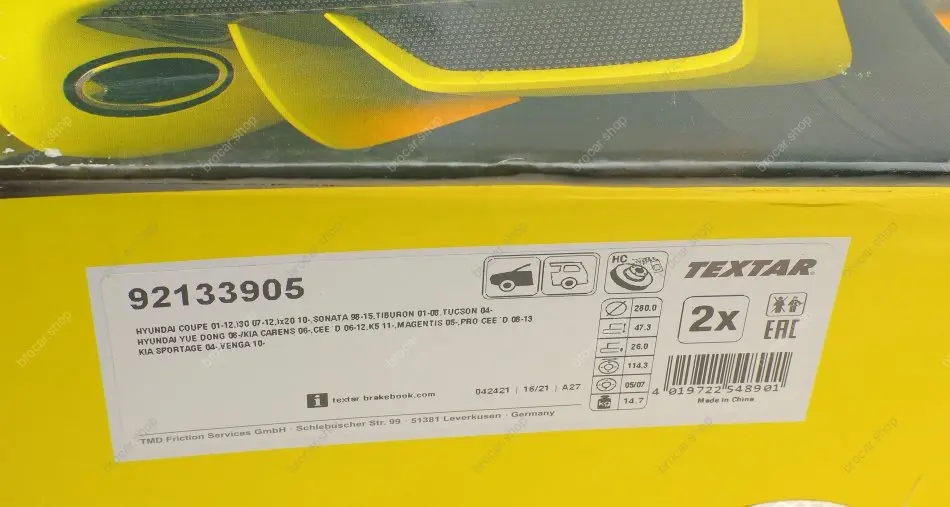 92133905
HYUNDAI COUPE 01-12,I30 07-12,ix20 10-,SONATA 98-15,TIBURON 01-08,TUCSON 04-
HYUNDAI YUE DONG 08-/KIA CARENS 06-,CEE`D 06-12,K5 11-,MAGENTIS 05-,PRO CEE`D 08-13
KIA SPORTAGE 04-,VENGA 10-
i textar brakebook.com
042421 | 16/21 | A27
TMD Friction Services GmbH · Schlebuscher Str. 99 · 51381 Leverkusen · Germany
HC
280.0
47.3
26.0
114.3
05/07
14.7
TEXTAR®
2x
EAC
4 019722 548901
Made in China
brocar.shop